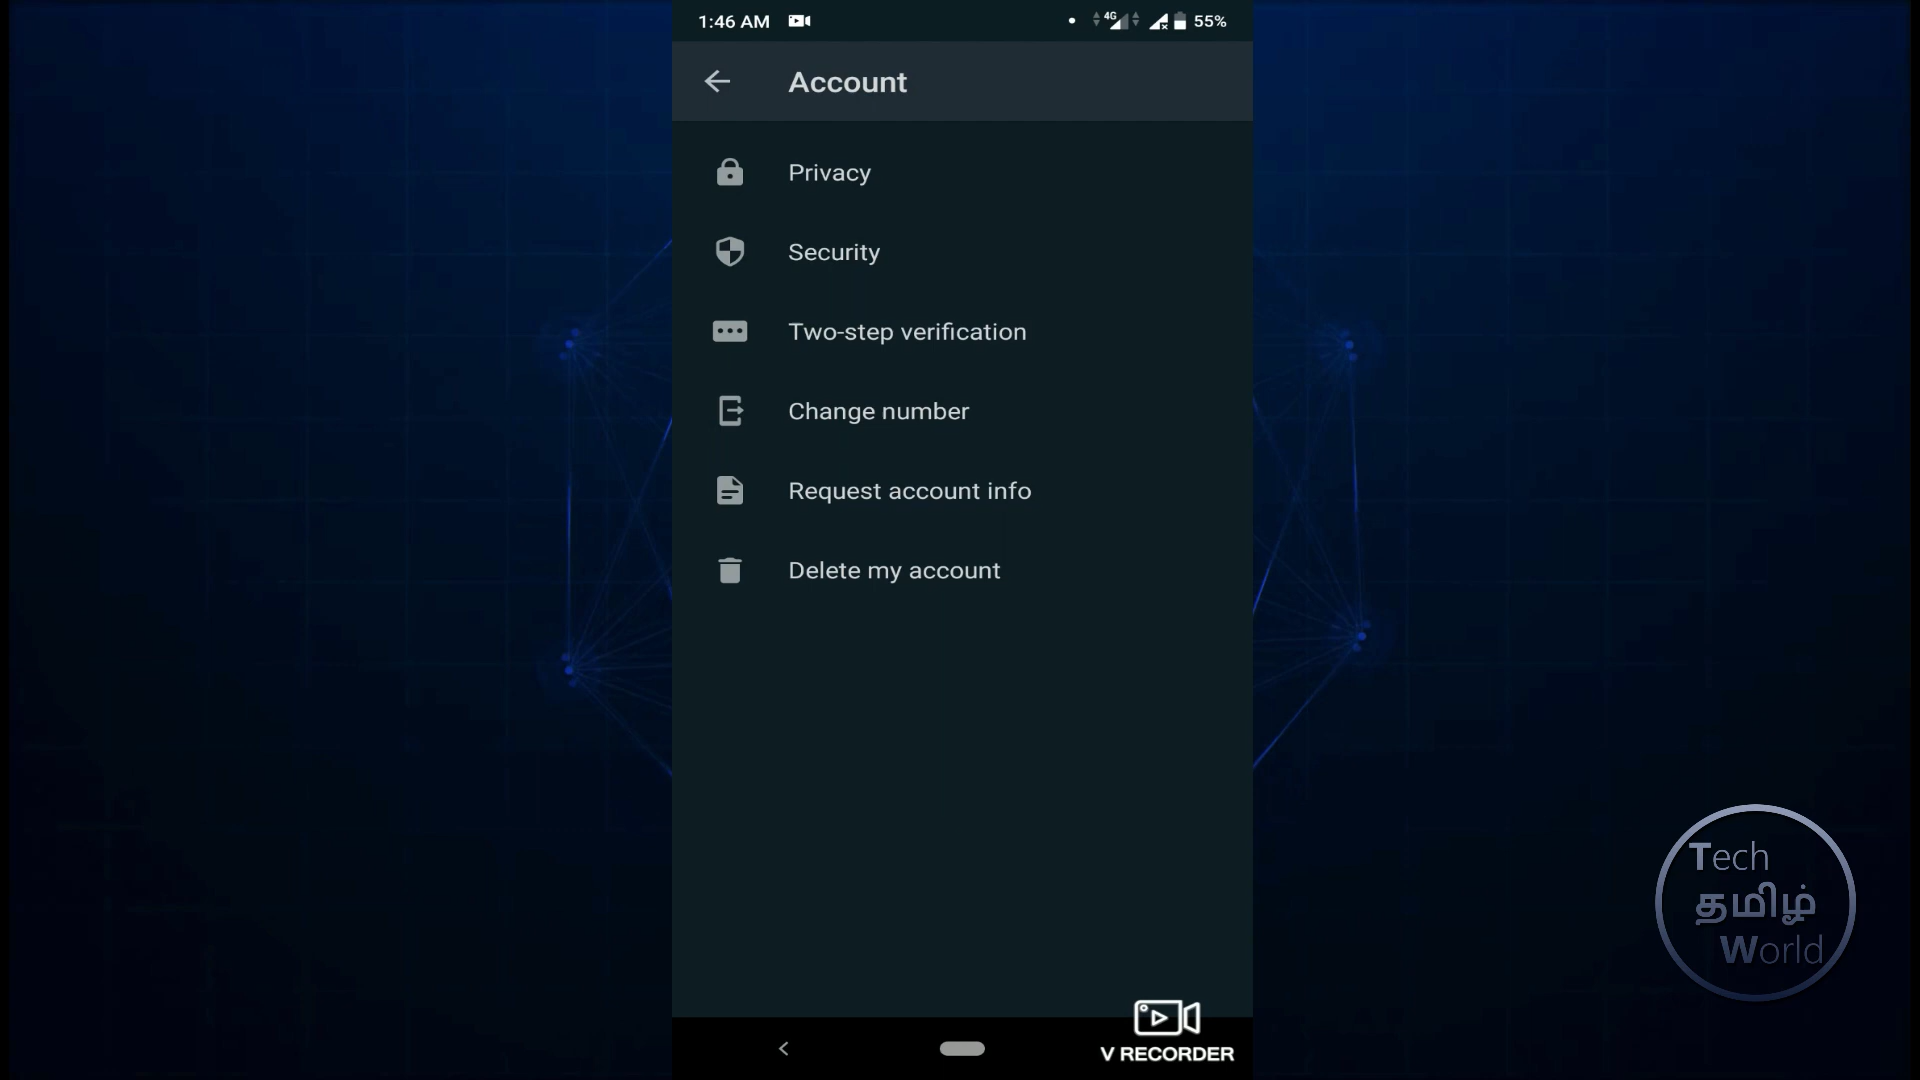 1:46 AM
4G
55%
Account
Privacy
Security
Two-step verification
Change number
Request account info
Delete my account
Tech
தமிழ்
World
V RECORDER